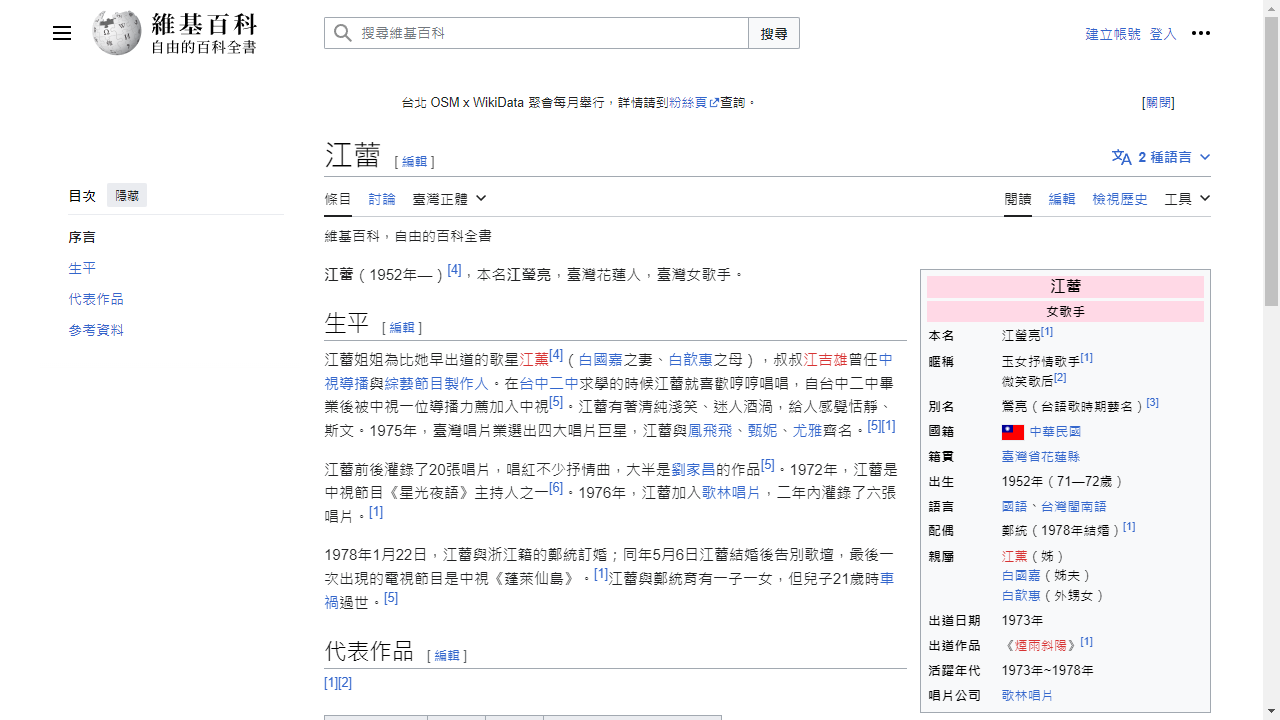 維基百科
自由的百科全書
搜尋維基百科
搜尋
建立帳號 登入
台北 OSM x WikiData 聚會每月舉行，詳情請到粉絲頁查詢。
[關閉]
江蕾 [ 編輯 ]
2 種語言
目次 隱藏
序言
生平
代表作品
參考資料
條目 討論 臺灣正體
閱讀 編輯 檢視歷史 工具
維基百科，自由的百科全書
江蕾（1952年—）[4]，本名江瑩亮，臺灣花蓮人，臺灣女歌手。
生平 [ 編輯 ]
江蕾姐姐為比她早出道的歌星江薰[4]（白國嘉之妻、白歆惠之母），叔叔江吉雄曾任中
視導播與綜藝節目製作人。在台中二中求學的時候江蕾就喜歡哼哼唱唱，自台中二中畢
業後被中視一位導播力薦加入中視[5]。江蕾有著清純淺笑、迷人酒渦，給人感覺恬靜、
斯文。1975年，臺灣唱片業選出四大唱片巨星，江蕾與鳳飛飛、甄妮、尤雅齊名。[5][1]
江蕾前後灌錄了20張唱片，唱紅不少抒情曲，大半是劉家昌的作品[5]。1972年，江蕾是
中視節目《星光夜語》主持人之一[6]。1976年，江蕾加入歌林唱片，二年內灌錄了六張
唱片。[1]
1978年1月22日，江蕾與浙江籍的鄭統訂婚；同年5月6日江蕾結婚後告別歌壇，最後一
次出現的電視節目是中視《蓬萊仙島》。[1]江蕾與鄭統育有一子一女，但兒子21歲時車
禍過世。[5]
代表作品 [ 編輯 ]
[1][2]
江蕾
女歌手
本名 江瑩亮[1]
暱稱 玉女抒情歌手[1]
微笑歌后[2]
別名 鶯亮（台語歌時期藝名）[3]
國籍 中華民國
籍貫 臺灣省花蓮縣
出生 1952年（71—72歲）
語言 國語、台灣閩南語
配偶 鄭統（1978年結婚）[1]
親屬 江薰（姊）
白國嘉（姊夫）
白歆惠（外甥女）
出道日期 1973年
出道作品 《煙雨斜陽》[1]
活躍年代 1973年~1978年
唱片公司 歌林唱片